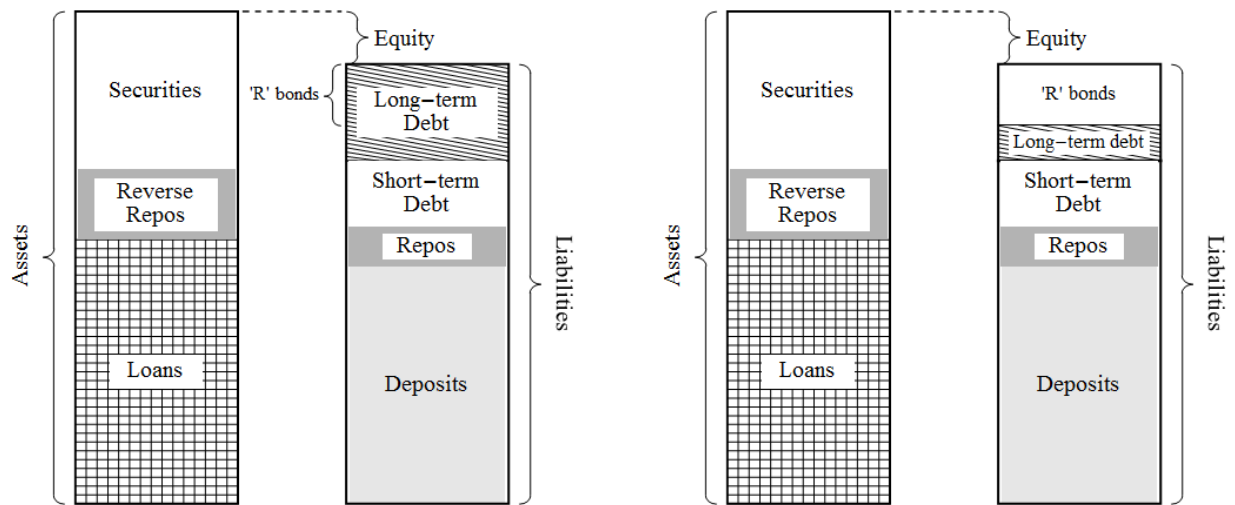 Equity
Securities
'R' bonds
Long-term
Debt
Reverse
Repos
Short-term
Debt
Assets
Repos
Liabilities
Loans
Deposits
Equity
Securities
'R' bonds
Long-term debt
Reverse
Repos
Short-term
Debt
Assets
Repos
Liabilities
Loans
Deposits